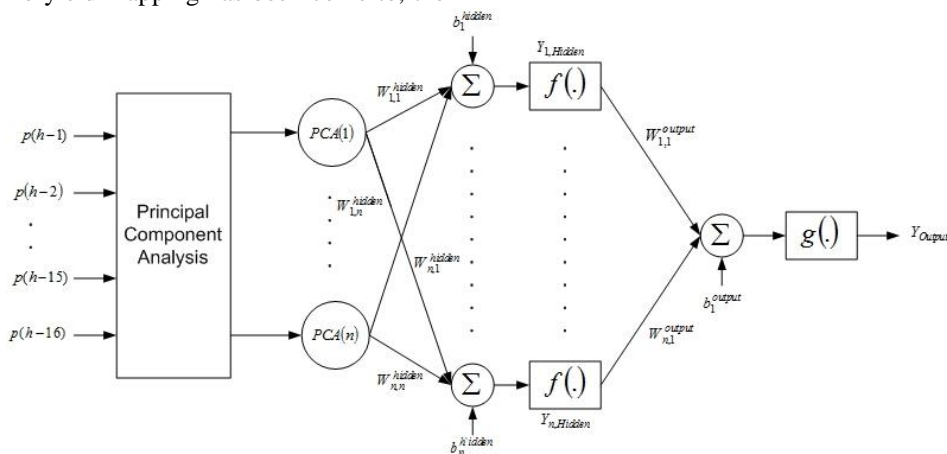 b_1^{hidden}
Y_{1,Hidden}
W_{1,1}^{hidden}
Σ
f(.)
p(h-1)
PCA(1)
W_{1,1}^{output}
p(h-2)
Principal
Component
Analysis
W_{1,n}^{hidden}
Σ
g(.)
Y_{Output}
p(h-15)
W_{n,1}^{hidden}
b_1^{output}
p(h-16)
PCA(n)
W_{n,1}^{output}
W_{n,n}^{hidden}
Σ
f(.)
Y_{n,Hidden}
b_n^{hidden}